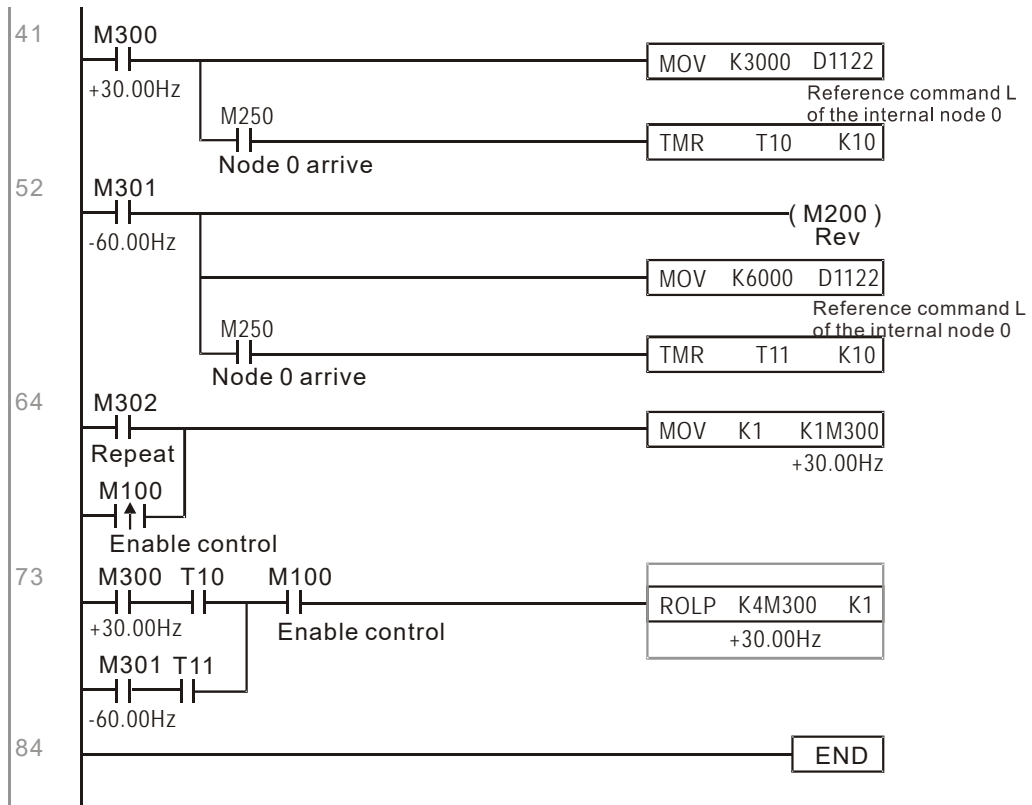 41
M300
+30.00Hz
MOV K3000 D1122
Reference command L
of the internal node 0
M250
Node 0 arrive
TMR T10 K10
52
M301
-60.00Hz
( M200 )
Rev
MOV K6000 D1122
Reference command L
of the internal node 0
M250
Node 0 arrive
TMR T11 K10
64
M302
Repeat
MOV K1 K1M300
+30.00Hz
M100
Enable control
73
M300 T10 M100
+30.00Hz
Enable control
ROLP K4M300 K1
+30.00Hz
M301 T11
-60.00Hz
84
END